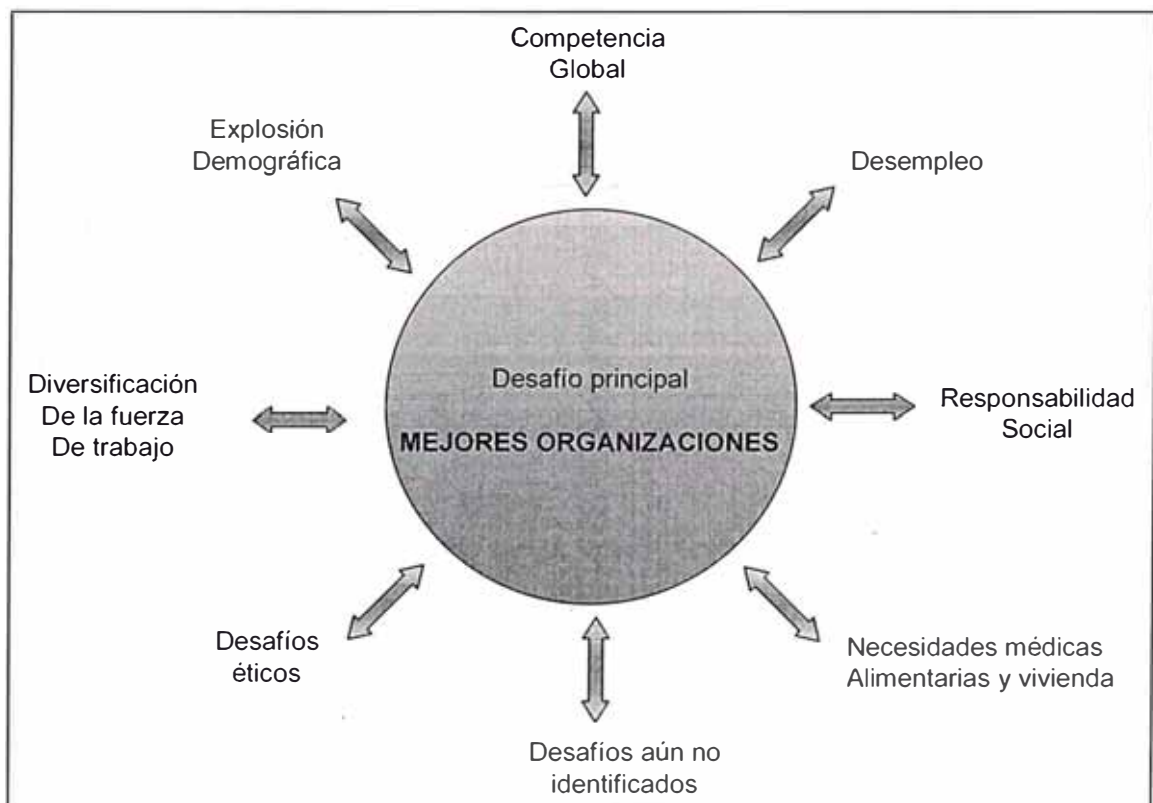 Competencia
Global
Explosión
Demográfica
Desempleo
Diversificación
De la fuerza
De trabajo
Desafío principal
MEJORES ORGANIZACIONES
Responsabilidad
Social
Desafíos
éticos
Necesidades médicas
Alimentarias y vivienda
Desafíos aún no
identificados